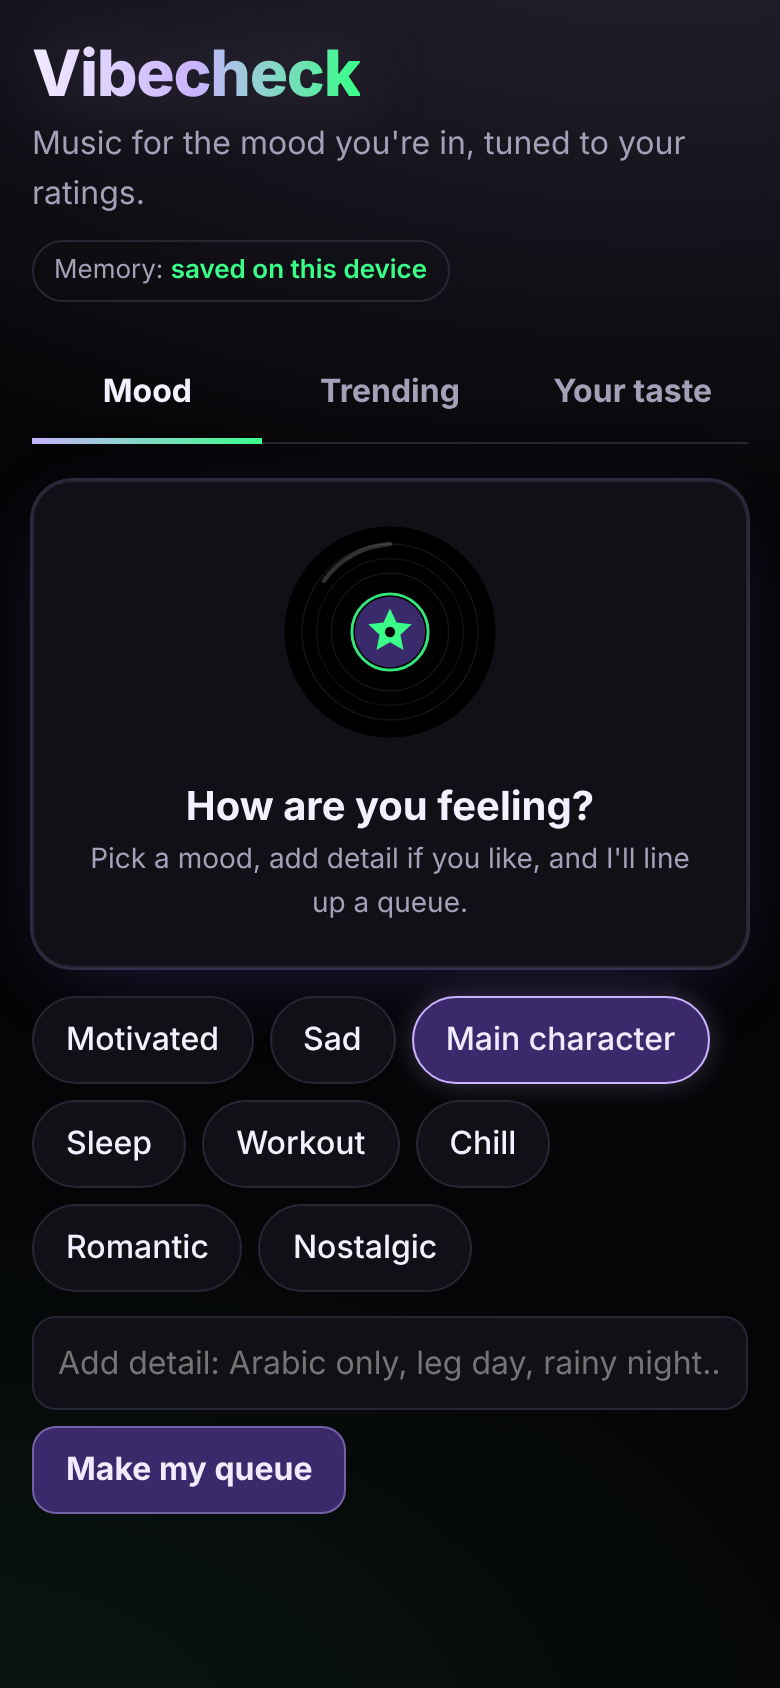 Vibecheck
Music for the mood you're in, tuned to your
ratings.
Memory: saved on this device
Mood Trending Your taste
How are you feeling?
Pick a mood, add detail if you like, and I'll line
up a queue.
Motivated Sad Main character
Sleep Workout Chill
Romantic Nostalgic
Add detail: Arabic only, leg day, rainy night..
Make my queue